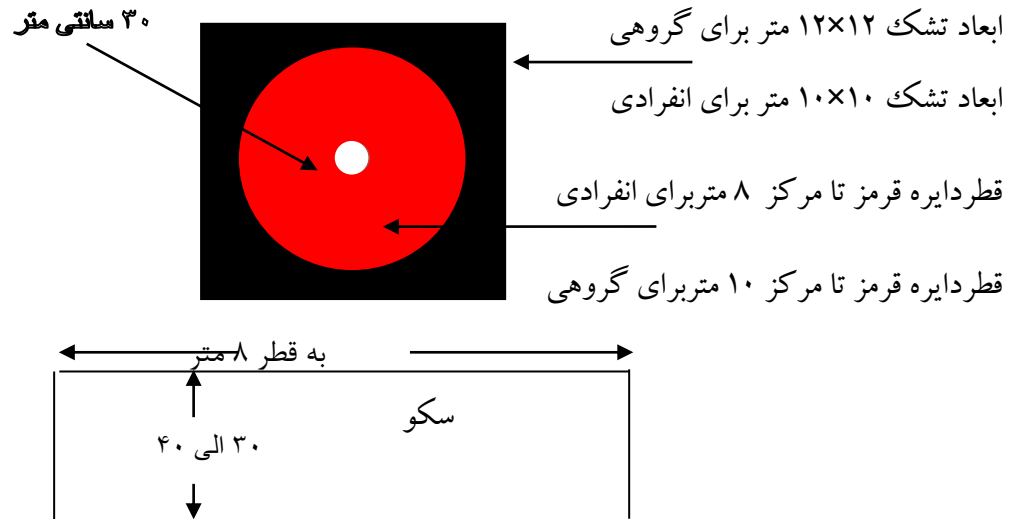 ۳۰ سانتی متر
ابعاد تشک ۱۲×۱۲ متر برای گروهی
ابعاد تشک ۱۰×۱۰ متر برای انفرادی
قطردایره قرمز تا مرکز ۸ متربرای انفرادی
قطردایره قرمز تا مرکز ۱۰ متربرای گروهی
به قطر ۸ متر
سکو
۳۰ الی ۴۰